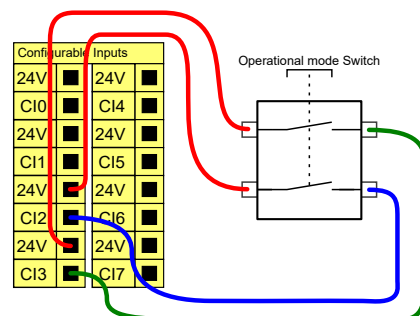 Configurable Inputs
Operational mode Switch
24V 24V
CI0 CI4
24V 24V
CI1 CI5
24V 24V
CI2 CI6
24V 24V
CI3 CI7